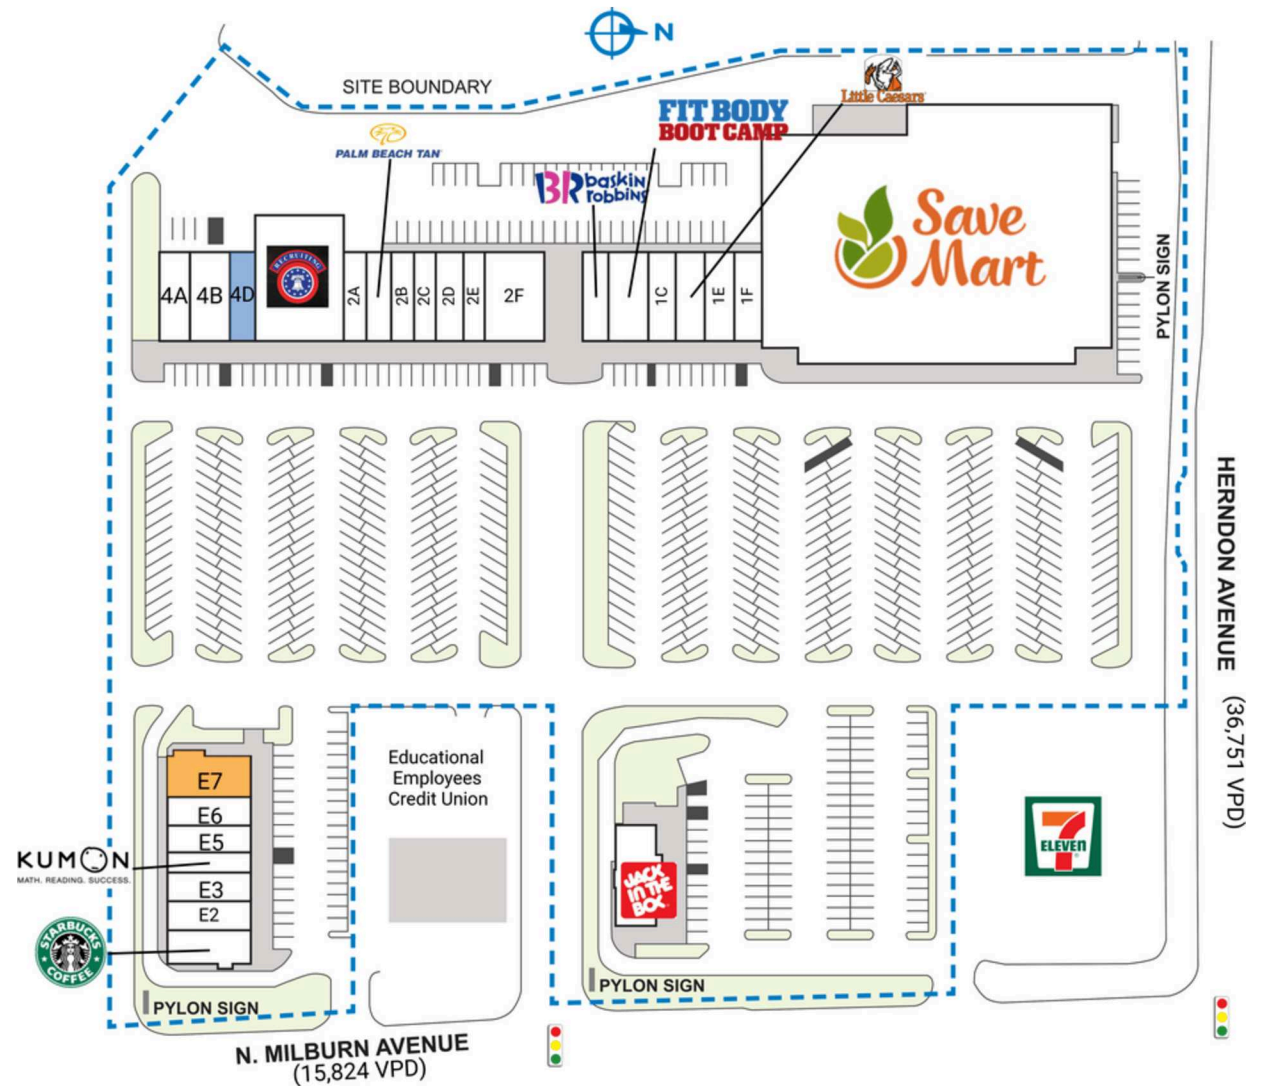 N
SITE BOUNDARY
Little Caesars
FIT BODY
BOOT CAMP
PALM BEACH TAN
BR baskin
robbins
Save
Mart
PYLON SIGN
RECRUITING
4A
4B
4D
2A
2B
2C
2D
2E
2F
1C
1E
1F
HERNDON AVENUE
(36,751 VPD)
Educational
Employees
Credit Union
E7
E6
E5
E3
E2
KUMON
MATH. READING. SUCCESS.
STARBUCKS
COFFEE
JACK
IN THE
BOX
7
ELEVEN
PYLON SIGN
PYLON SIGN
N. MILBURN AVENUE
(15,824 VPD)